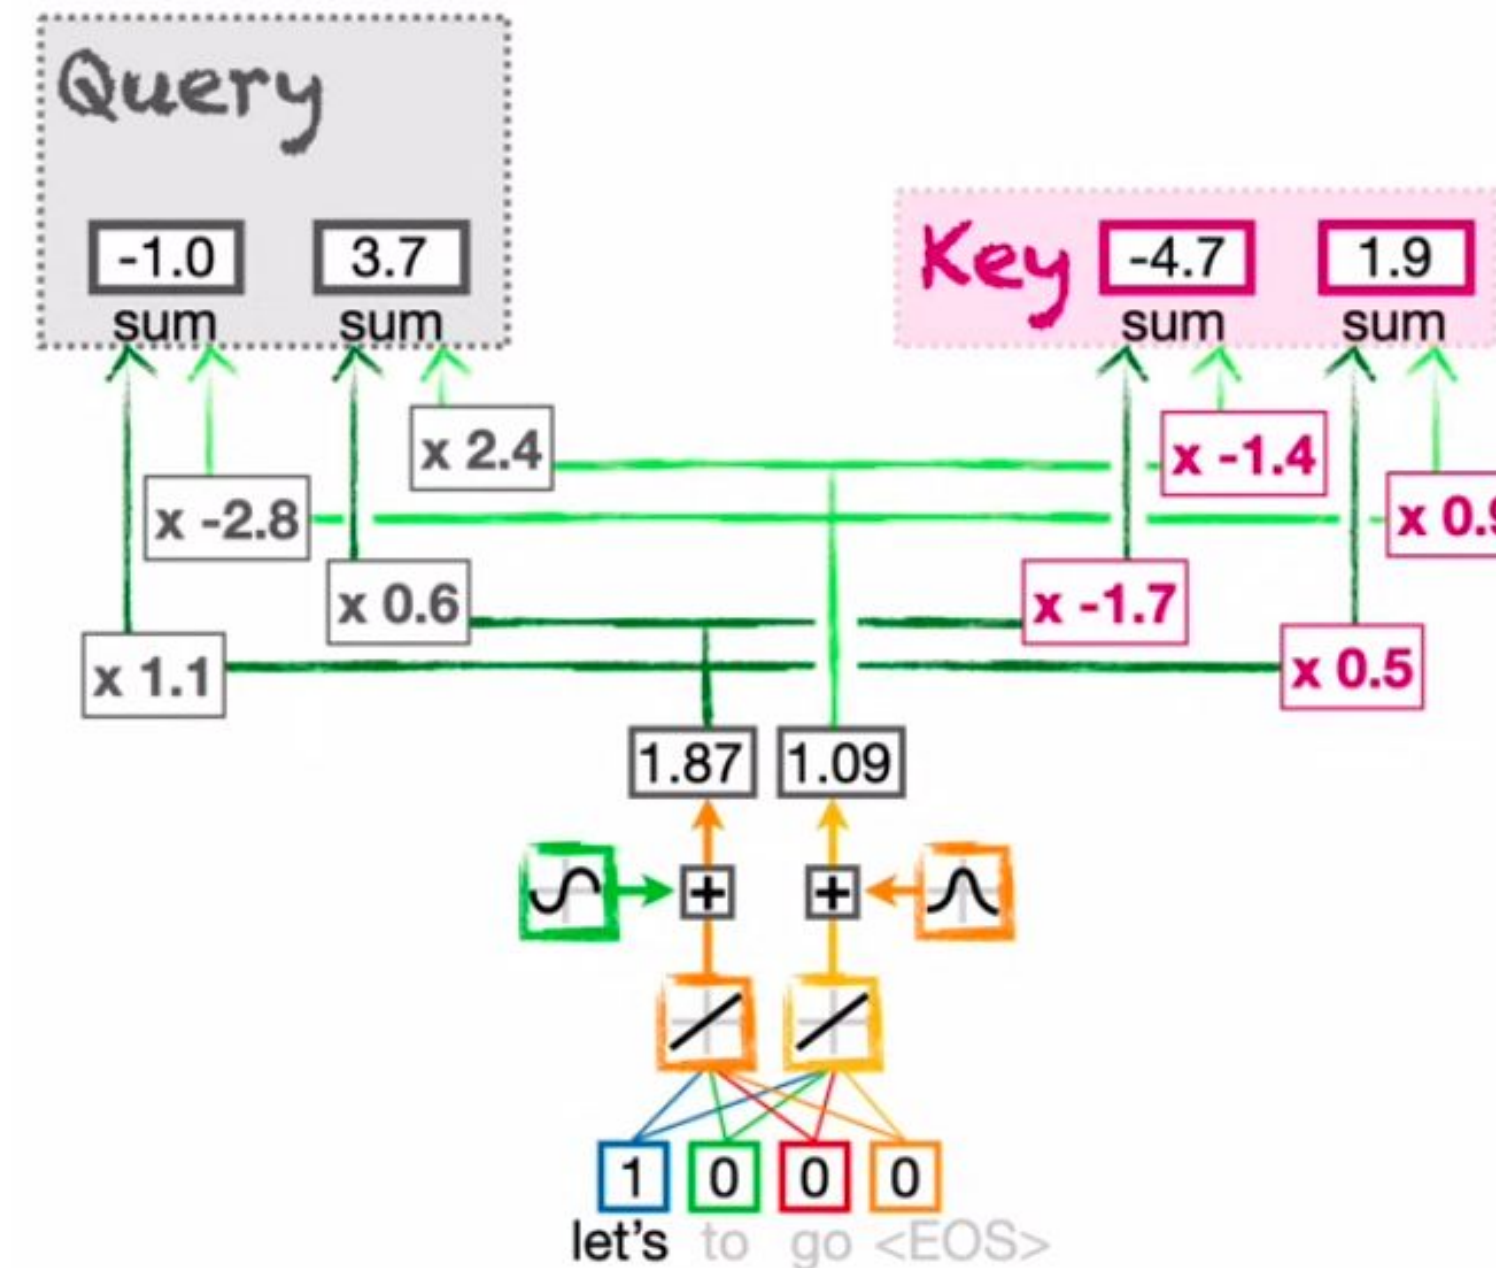 Query
-1.0 3.7
sum sum
Key -4.7 1.9
sum sum
x 2.4
x -1.4
x -2.8
x 0.9
x 0.6
x -1.7
x 1.1
x 0.5
1.87 1.09
+ +
1 0 0 0
let's to go <EOS>